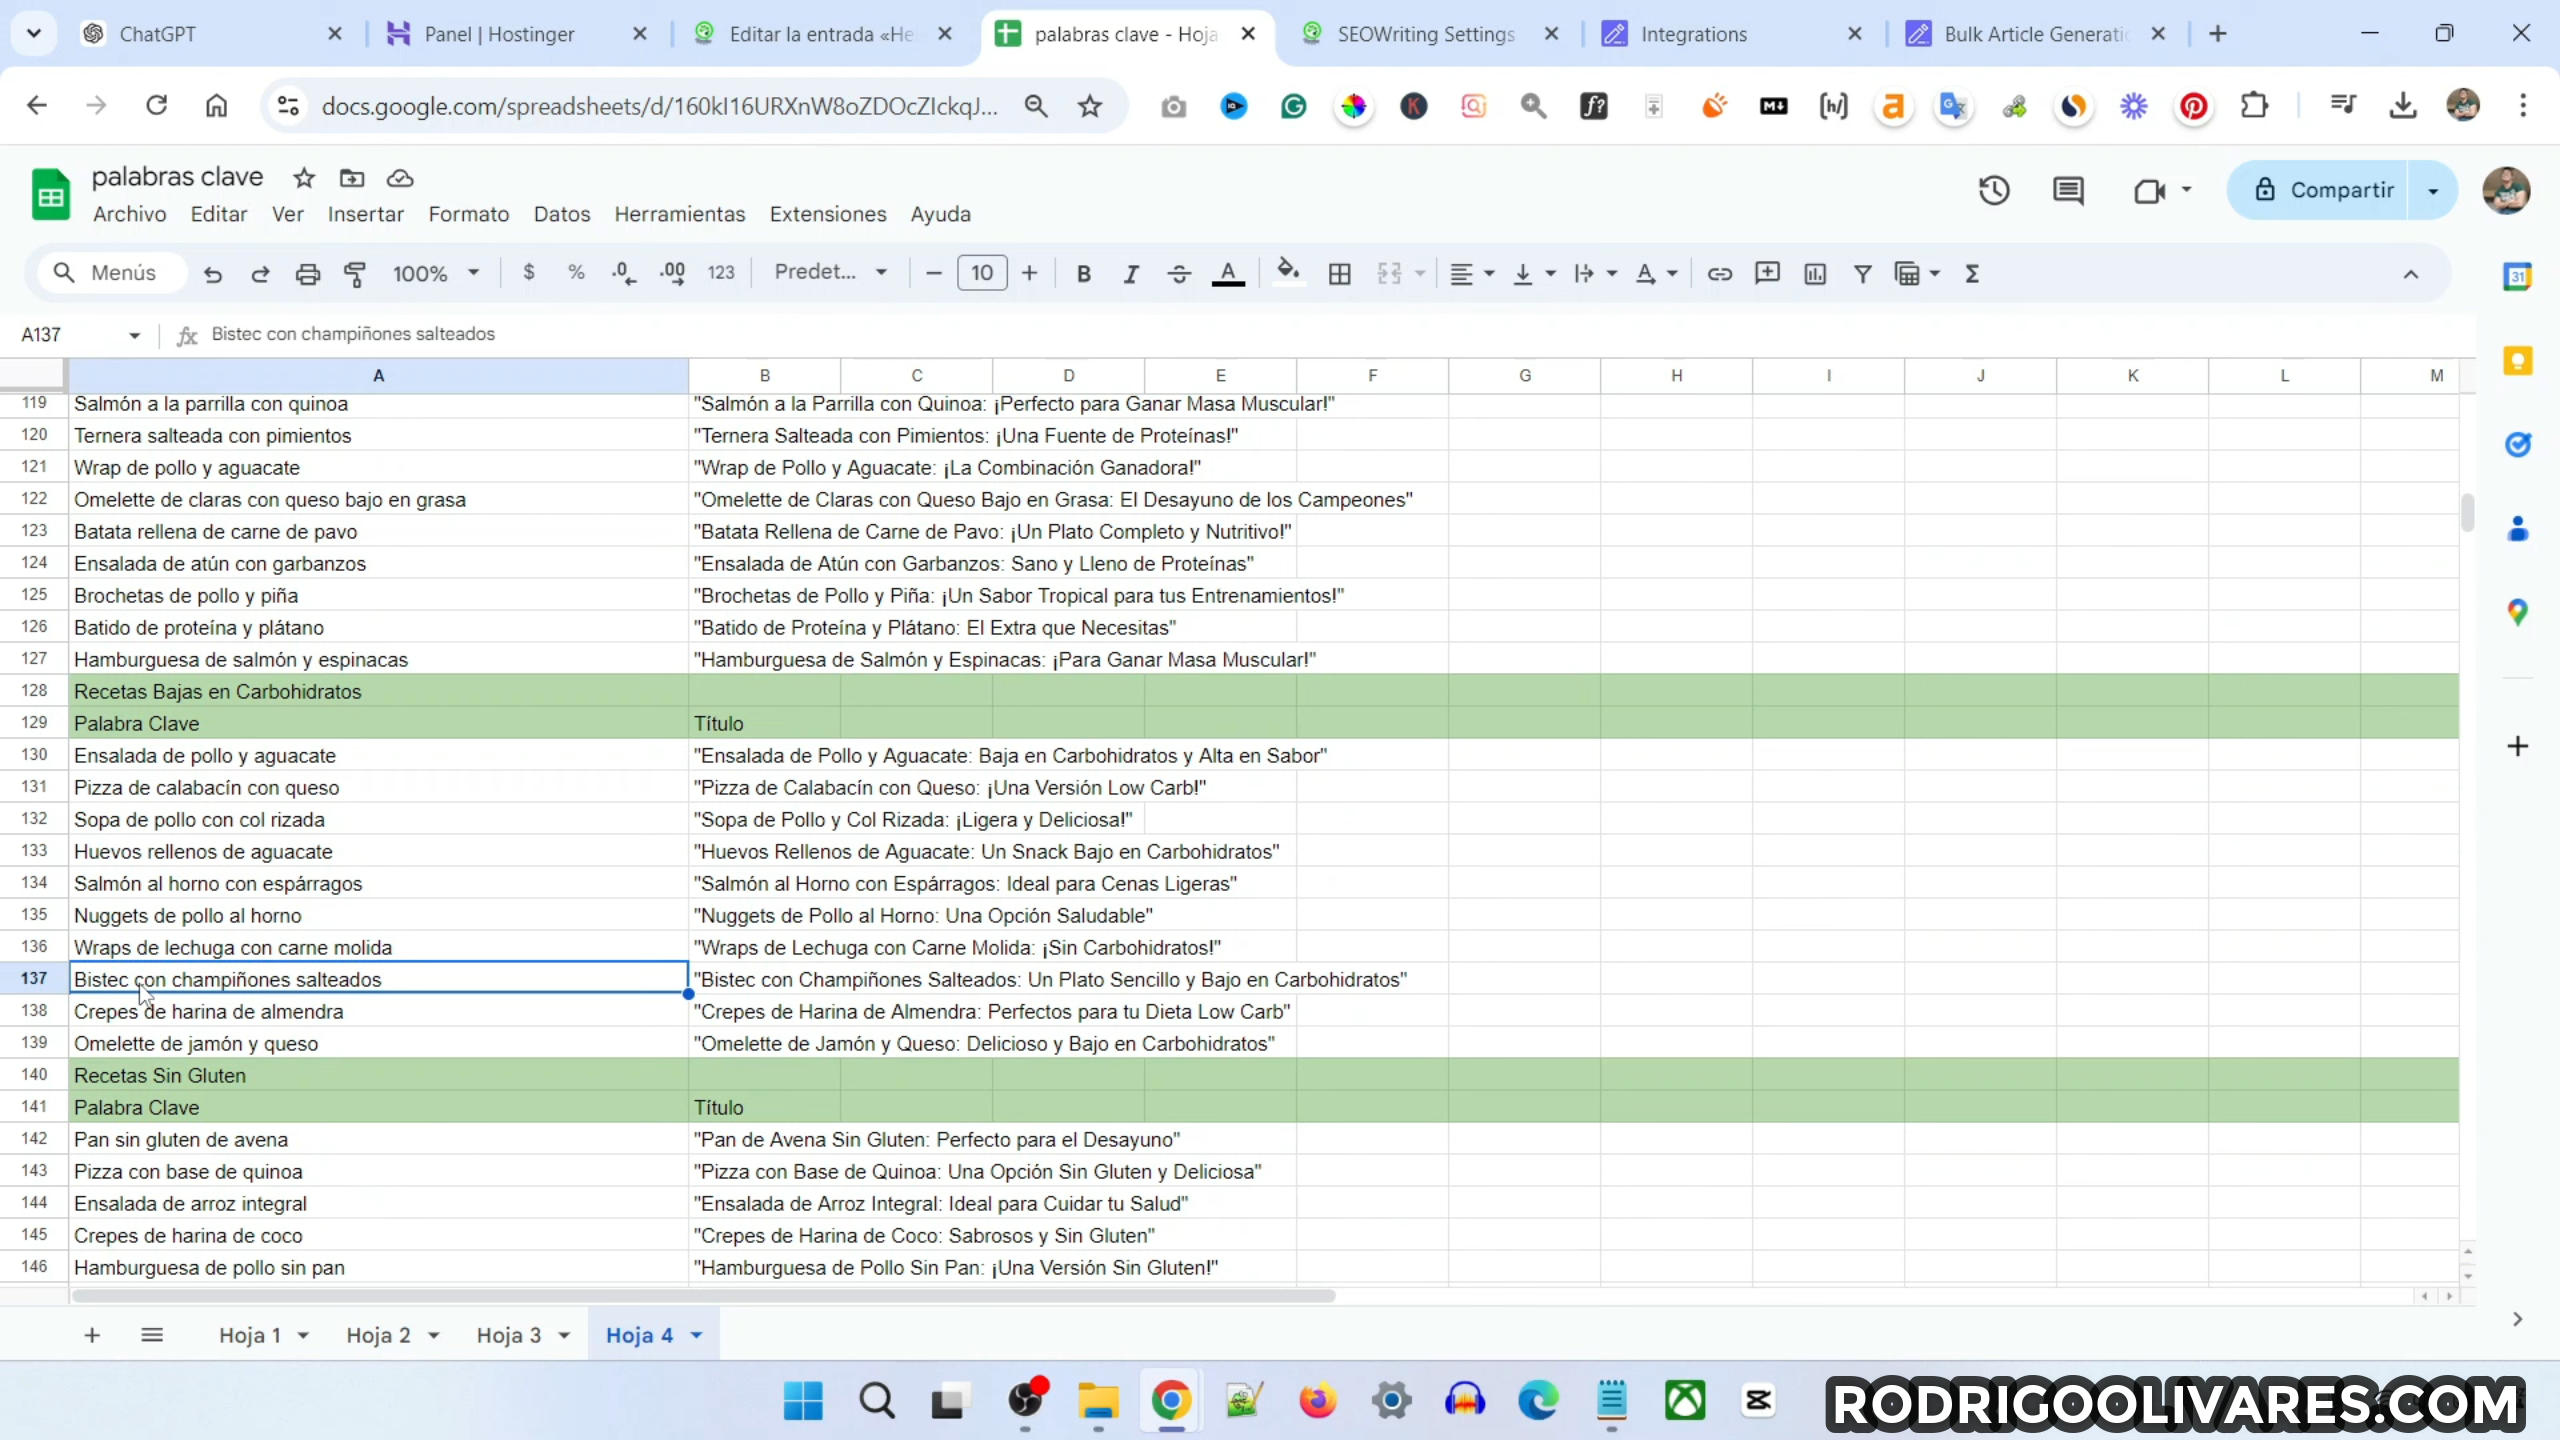 ChatGPT
Panel | Hostinger
Editar la entrada «He
palabras clave - Hoja
SEOWriting Settings
Integrations
Bulk Article Generati
docs.google.com/spreadsheets/d/160kI16URXnW8oZDOcZIckqJ...
palabras clave
Archivo Editar Ver Insertar Formato Datos Herramientas Extensiones Ayuda
Compartir
Menús 100% $ % .0 .00 123 Predet... 10
A137 Bistec con champiñones salteados
A B C D E F G H I J K L M
119 Salmón a la parrilla con quinoa "Salmón a la Parrilla con Quinoa: ¡Perfecto para Ganar Masa Muscular!"
120 Ternera salteada con pimientos "Ternera Salteada con Pimientos: ¡Una Fuente de Proteínas!"
121 Wrap de pollo y aguacate "Wrap de Pollo y Aguacate: ¡La Combinación Ganadora!"
122 Omelette de claras con queso bajo en grasa "Omelette de Claras con Queso Bajo en Grasa: El Desayuno de los Campeones"
123 Batata rellena de carne de pavo "Batata Rellena de Carne de Pavo: ¡Un Plato Completo y Nutritivo!"
124 Ensalada de atún con garbanzos "Ensalada de Atún con Garbanzos: Sano y Lleno de Proteínas"
125 Brochetas de pollo y piña "Brochetas de Pollo y Piña: ¡Un Sabor Tropical para tus Entrenamientos!"
126 Batido de proteína y plátano "Batido de Proteína y Plátano: El Extra que Necesitas"
127 Hamburguesa de salmón y espinacas "Hamburguesa de Salmón y Espinacas: ¡Para Ganar Masa Muscular!"
128 Recetas Bajas en Carbohidratos
129 Palabra Clave Título
130 Ensalada de pollo y aguacate "Ensalada de Pollo y Aguacate: Baja en Carbohidratos y Alta en Sabor"
131 Pizza de calabacín con queso "Pizza de Calabacín con Queso: ¡Una Versión Low Carb!"
132 Sopa de pollo con col rizada "Sopa de Pollo y Col Rizada: ¡Ligera y Deliciosa!"
133 Huevos rellenos de aguacate "Huevos Rellenos de Aguacate: Un Snack Bajo en Carbohidratos"
134 Salmón al horno con espárragos "Salmón al Horno con Espárragos: Ideal para Cenas Ligeras"
135 Nuggets de pollo al horno "Nuggets de Pollo al Horno: Una Opción Saludable"
136 Wraps de lechuga con carne molida "Wraps de Lechuga con Carne Molida: ¡Sin Carbohidratos!"
137 Bistec con champiñones salteados "Bistec con Champiñones Salteados: Un Plato Sencillo y Bajo en Carbohidratos"
138 Crepes de harina de almendra "Crepes de Harina de Almendra: Perfectos para tu Dieta Low Carb"
139 Omelette de jamón y queso "Omelette de Jamón y Queso: Delicioso y Bajo en Carbohidratos"
140 Recetas Sin Gluten
141 Palabra Clave Título
142 Pan sin gluten de avena "Pan de Avena Sin Gluten: Perfecto para el Desayuno"
143 Pizza con base de quinoa "Pizza con Base de Quinoa: Una Opción Sin Gluten y Deliciosa"
144 Ensalada de arroz integral "Ensalada de Arroz Integral: Ideal para Cuidar tu Salud"
145 Crepes de harina de coco "Crepes de Harina de Coco: Sabrosos y Sin Gluten"
146 Hamburguesa de pollo sin pan "Hamburguesa de Pollo Sin Pan: ¡Una Versión Sin Gluten!"
Hoja 1 Hoja 2 Hoja 3 Hoja 4
RODRIGOOLIVARES.COM